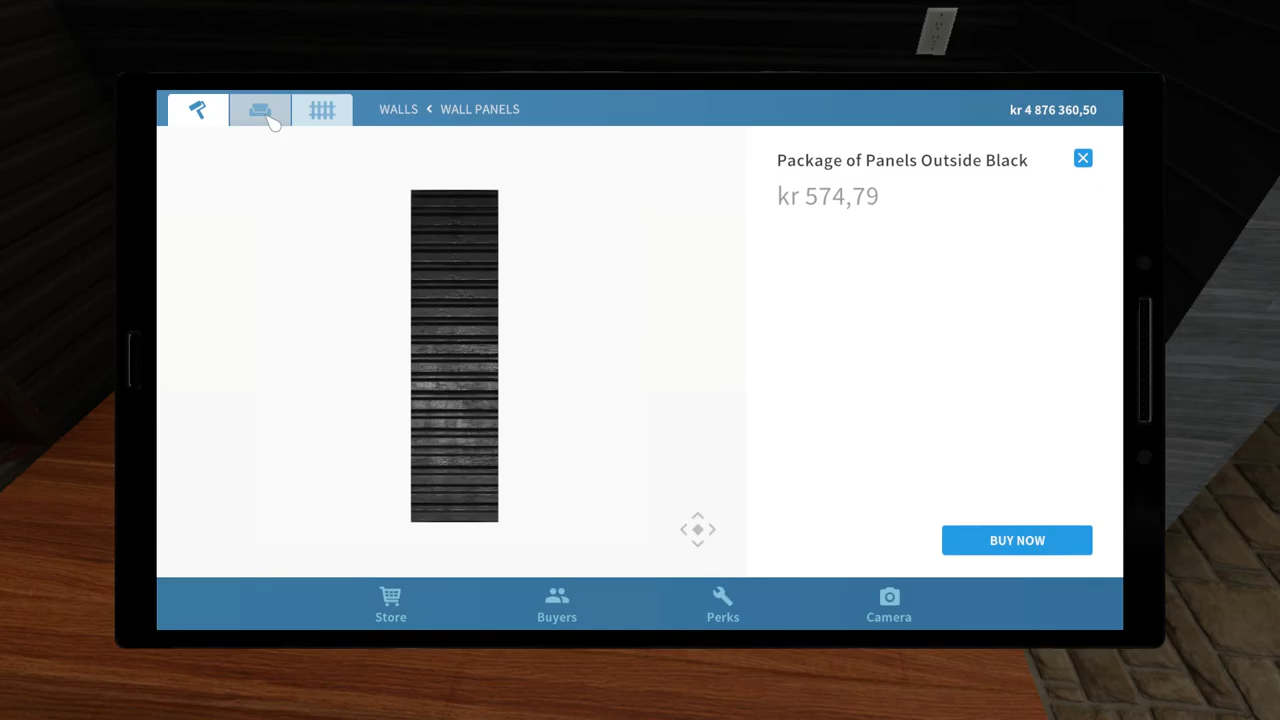 WALLS < WALL PANELS
kr 4 876 360,50
Package of Panels Outside Black
kr 574,79
BUY NOW
Store
Buyers
Perks
Camera